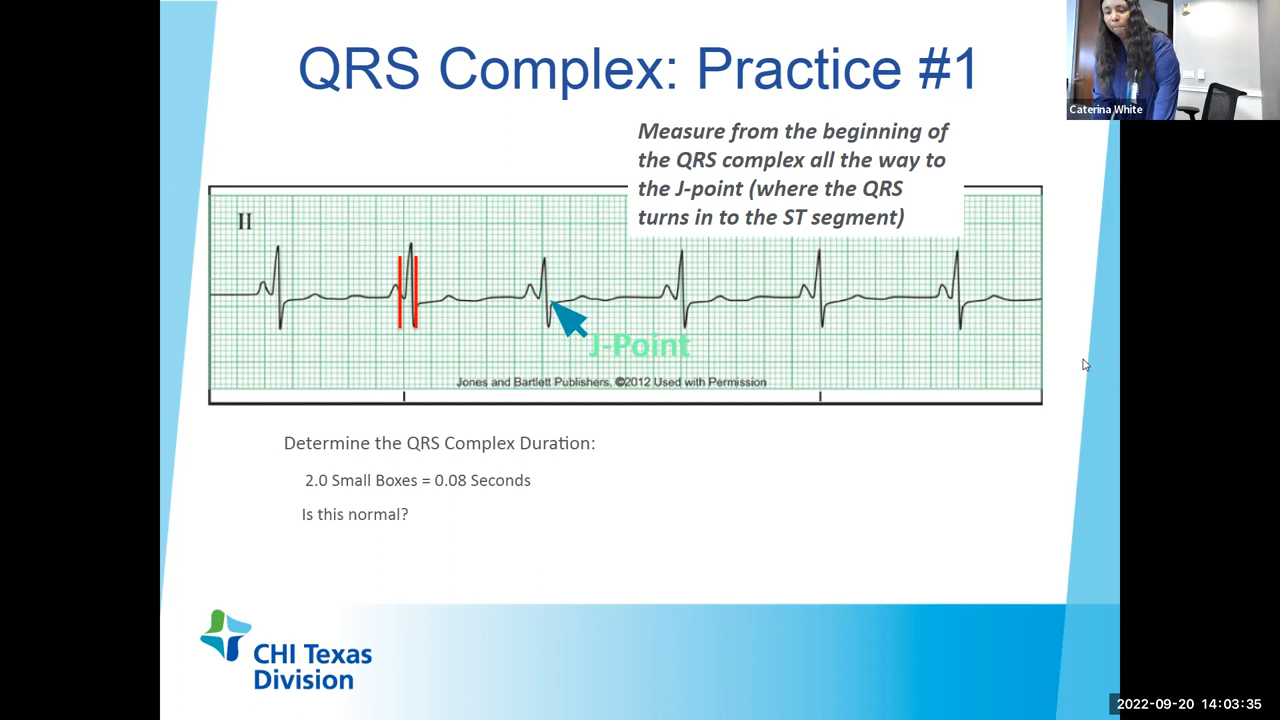 QRS Complex: Practice #1
Caterina White
Measure from the beginning of
the QRS complex all the way to
the J-point (where the QRS
turns in to the ST segment)
II
J-Point
Jones and Bartlett Publishers, ©2012 Used with Permission
Determine the QRS Complex Duration:
2.0 Small Boxes = 0.08 Seconds
Is this normal?
CHI Texas
Division
2022-09-20 14:03:35